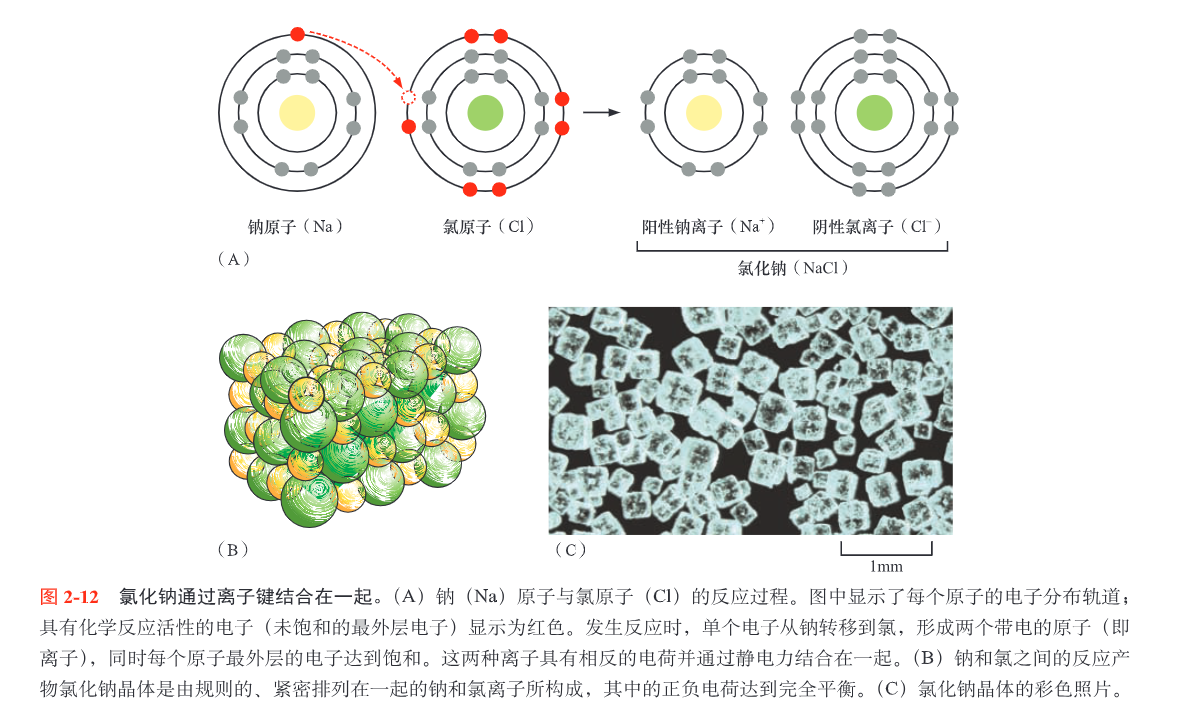 钠原子（Na）
氯原子（Cl）
阳性钠离子（Na⁺）
阴性氯离子（Cl⁻）
（A）
氯化钠（NaCl）
（B）
（C）
1mm
图 2-12 氯化钠通过离子键结合在一起。（A）钠（Na）原子与氯原子（Cl）的反应过程。图中显示了每个原子的电子分布轨道；
具有化学反应活性的电子（未饱和的最外层电子）显示为红色。发生反应时，单个电子从钠转移到氯，形成两个带电的原子（即
离子），同时每个原子最外层的电子达到饱和。这两种离子具有相反的电荷并通过静电力结合在一起。（B）钠和氯之间的反应产
物氯化钠晶体是由规则的、紧密排列在一起的钠和氯离子所构成，其中的正负电荷达到完全平衡。（C）氯化钠晶体的彩色照片。